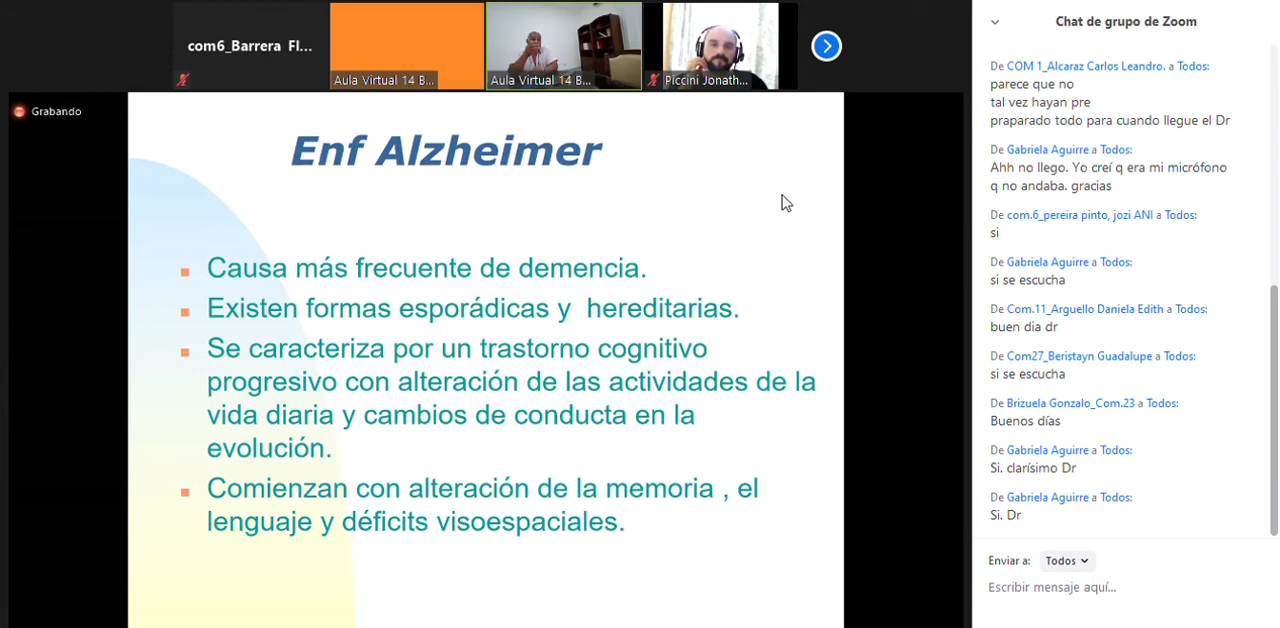 com6_Barrera Fl...
Aula Virtual 14 B...
Aula Virtual 14 B...
Piccini Jonath...
Grabando
Enf Alzheimer
Causa más frecuente de demencia.
Existen formas esporádicas y hereditarias.
Se caracteriza por un trastorno cognitivo
progresivo con alteración de las actividades de la
vida diaria y cambios de conducta en la
evolución.
Comienzan con alteración de la memoria , el
lenguaje y déficits visoespaciales.
Chat de grupo de Zoom
De COM 1_Alcaraz Carlos Leandro. a Todos:
parece que no
tal vez hayan pre
praparado todo para cuando llegue el Dr
De Gabriela Aguirre a Todos:
Ahh no llego. Yo creí q era mi micrófono
q no andaba. gracias
De com.6_pereira pinto, jozi ANI a Todos:
si
De Gabriela Aguirre a Todos:
si se escucha
De Com.11_Arguello Daniela Edith a Todos:
buen dia dr
De Com27_Beristayn Guadalupe a Todos:
si se escucha
De Brizuela Gonzalo_Com.23 a Todos:
Buenos días
De Gabriela Aguirre a Todos:
Si. clarísimo Dr
De Gabriela Aguirre a Todos:
Si. Dr
Enviar a: Todos
Escribir mensaje aquí...